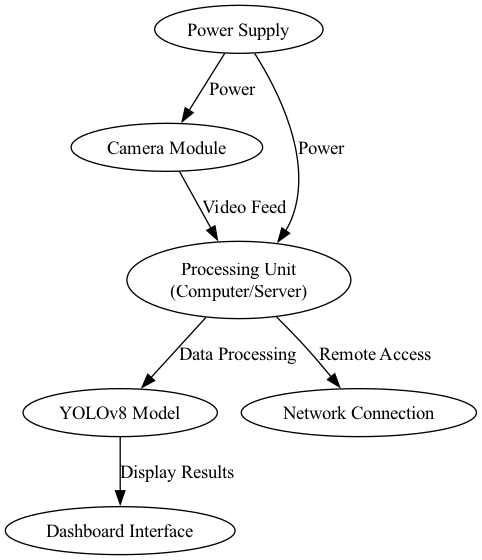 Power Supply
Power
Camera Module
Power
Video Feed
Processing Unit
(Computer/Server)
Data Processing
Remote Access
YOLOv8 Model
Network Connection
Display Results
Dashboard Interface